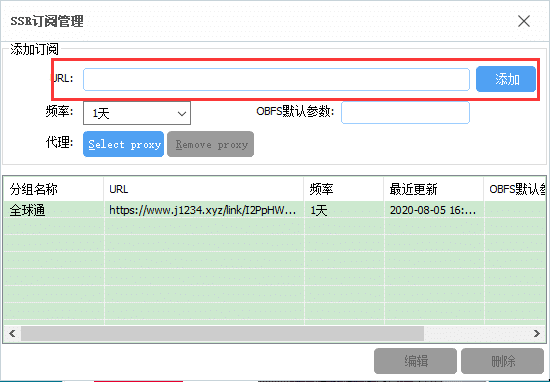 SSR订阅管理
添加订阅
URL:
添加
频率: 1天 OBFS默认参数:
代理: Select proxy Remove proxy
分组名称 URL 频率 最近更新 OBFS默认参
全球通 https://www.j1234.xyz/link/I2PpHW... 1天 2020-08-05 16:...
编辑 删除